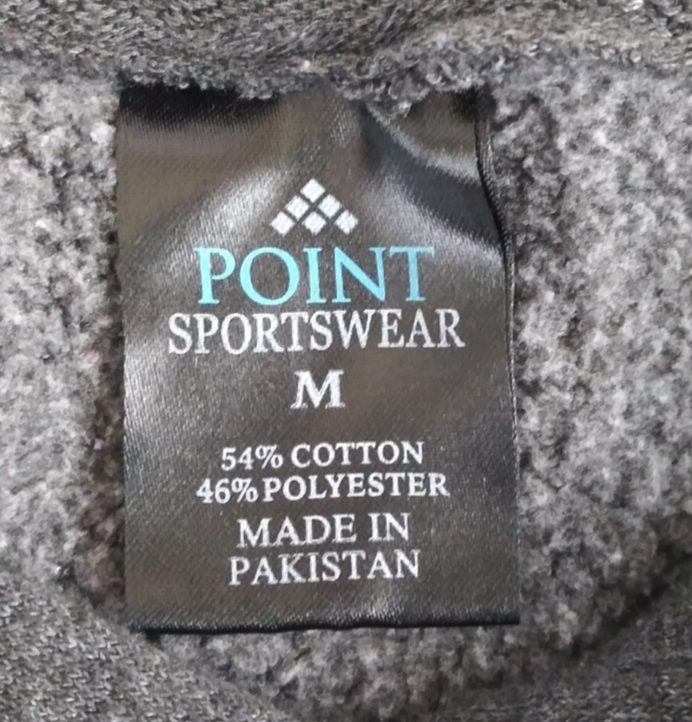 POINT
SPORTSWEAR
M
54% COTTON
46% POLYESTER
MADE IN
PAKISTAN